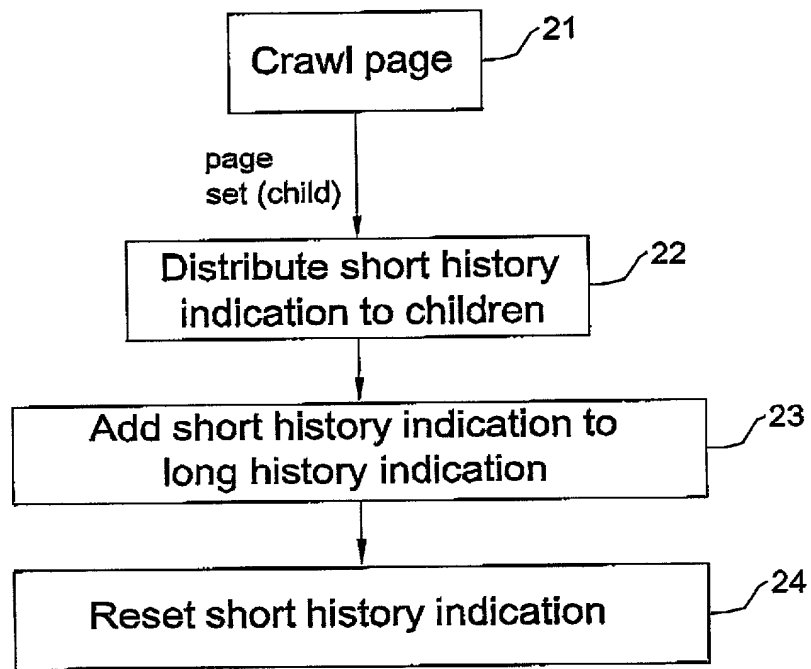 21
Crawl page
page
set (child)
22
Distribute short history
indication to children
23
Add short history indication to
long history indication
24
Reset short history indication